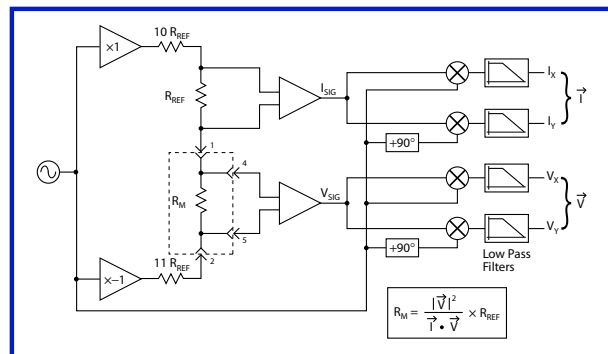 ×1
10 R_REF
R_REF
I_SIG
I_X
I_Y
I⃗
+90°
1
4
R_M
V_SIG
5
2
V_X
V_Y
V⃗
+90°
×−1
11 R_REF
Low Pass
Filters
R_M = |V⃗|² / I⃗ • V⃗ × R_REF